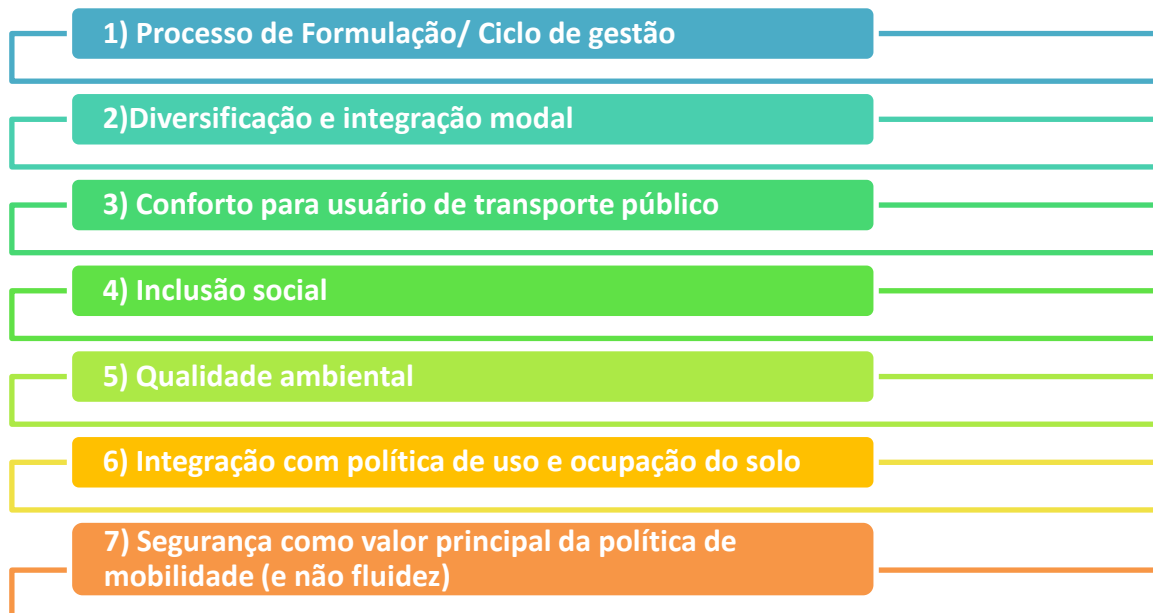 1) Processo de Formulação/ Ciclo de gestão
2)Diversificação e integração modal
3) Conforto para usuário de transporte público
4) Inclusão social
5) Qualidade ambiental
6) Integração com política de uso e ocupação do solo
7) Segurança como valor principal da política de
mobilidade (e não fluidez)